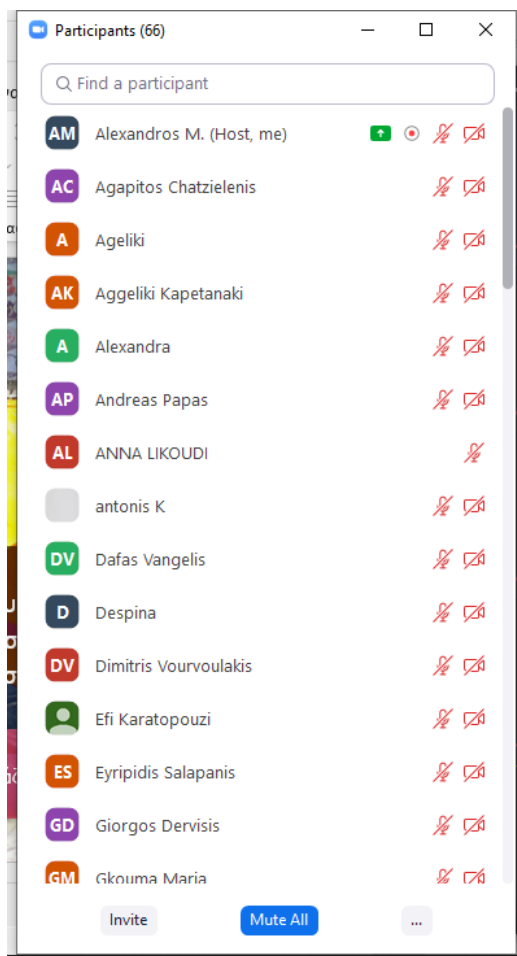 Participants (66)
Find a participant
AM Alexandros M. (Host, me)
AC Agapitos Chatzielenis
A Ageliki
AK Aggeliki Kapetanaki
A Alexandra
AP Andreas Papas
AL ANNA LIKOUDI
antonis K
DV Dafas Vangelis
D Despina
DV Dimitris Vourvoulakis
Efi Karatopouzi
ES Eyripidis Salapanis
GD Giorgos Dervisis
GM Gkouma Maria
Invite Mute All ...